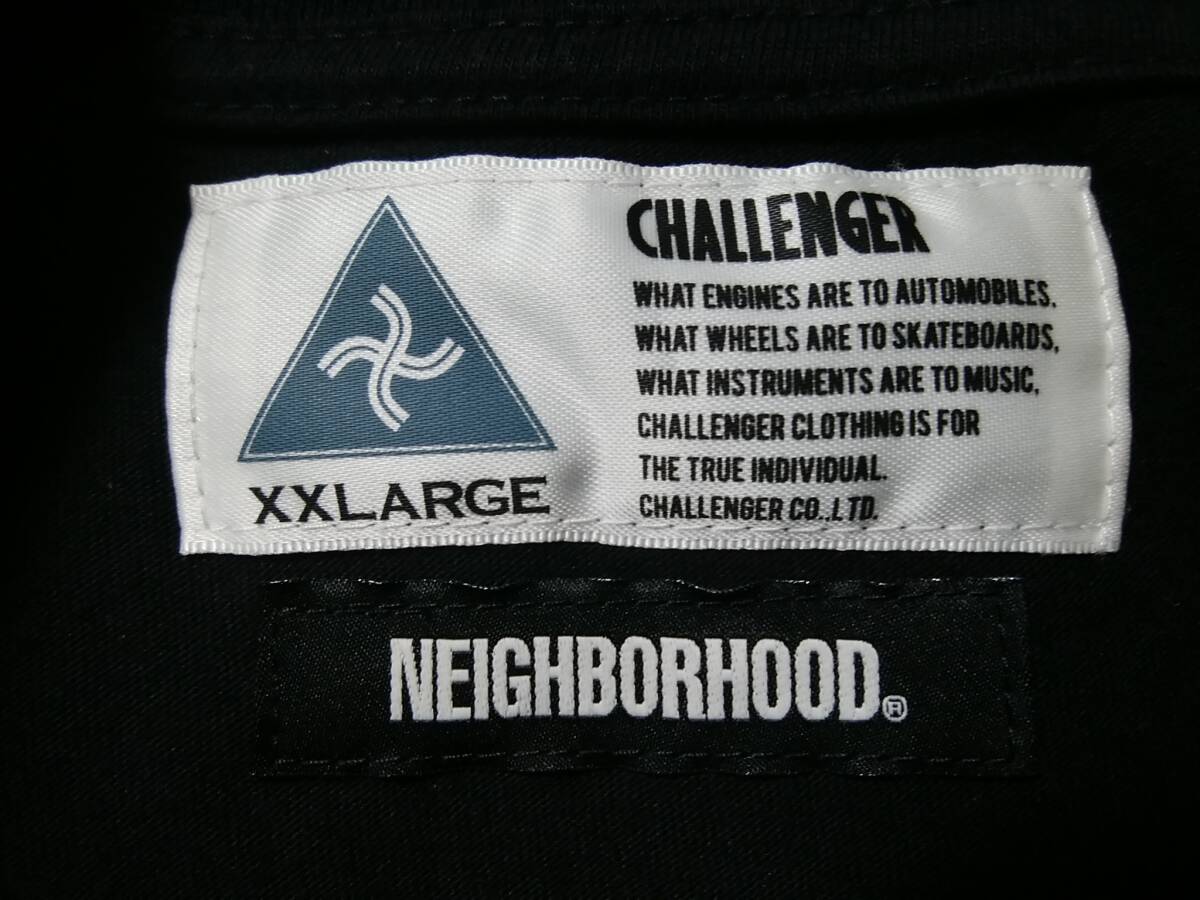 XXLARGE
CHALLENGER
WHAT ENGINES ARE TO AUTOMOBILES.
WHAT WHEELS ARE TO SKATEBOARDS,
WHAT INSTRUMENTS ARE TO MUSIC,
CHALLENGER CLOTHING IS FOR
THE TRUE INDIVIDUAL.
CHALLENGER CO.,LTD.
NEIGHBORHOOD®